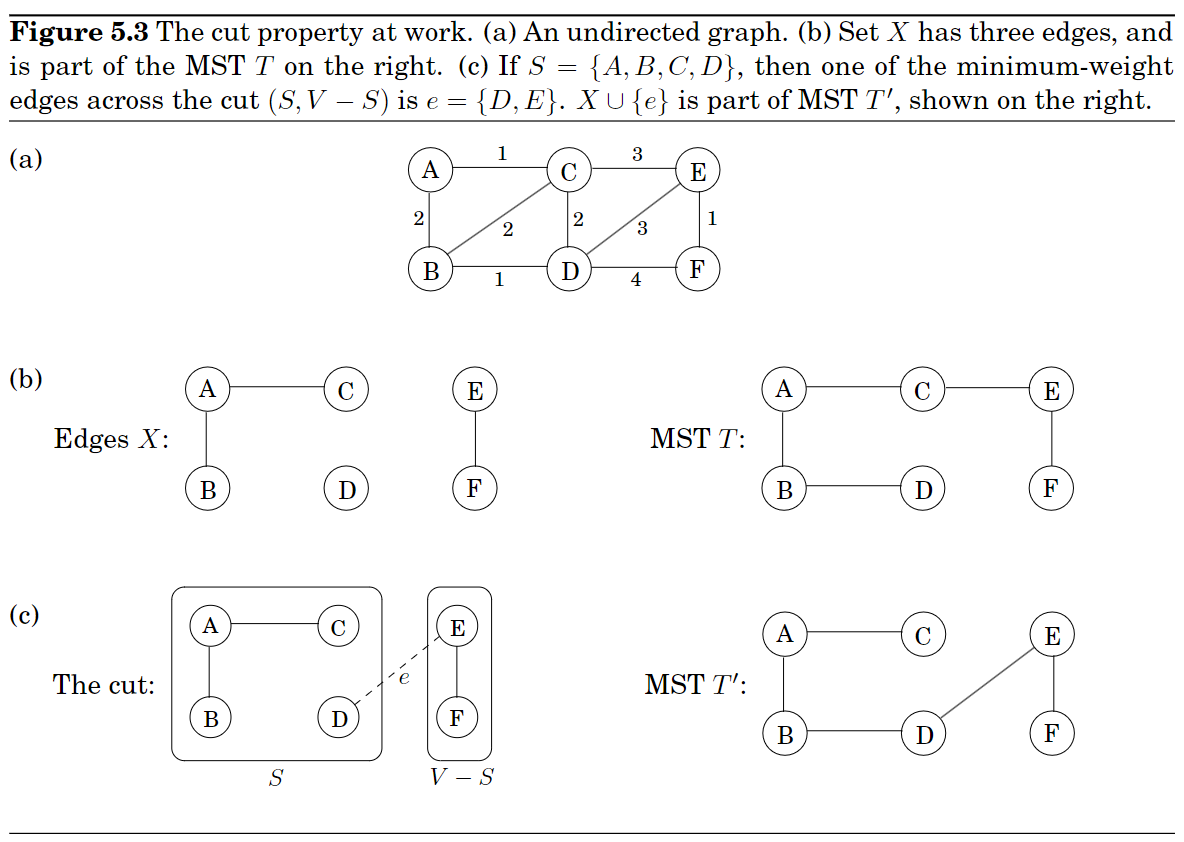 Figure 5.3 The cut property at work. (a) An undirected graph. (b) Set X has three edges, and
is part of the MST T on the right. (c) If S = {A, B, C, D}, then one of the minimum-weight
edges across the cut (S, V − S) is e = {D, E}. X ∪ {e} is part of MST T′, shown on the right.
(a)
1 3
A C E
2 2 2 3 1
B D F
1 4
(b)
A C E A C E
Edges X: MST T:
B D F B D F
(c)
A C E A C E
The cut: e MST T′:
B D F B D F
S V − S